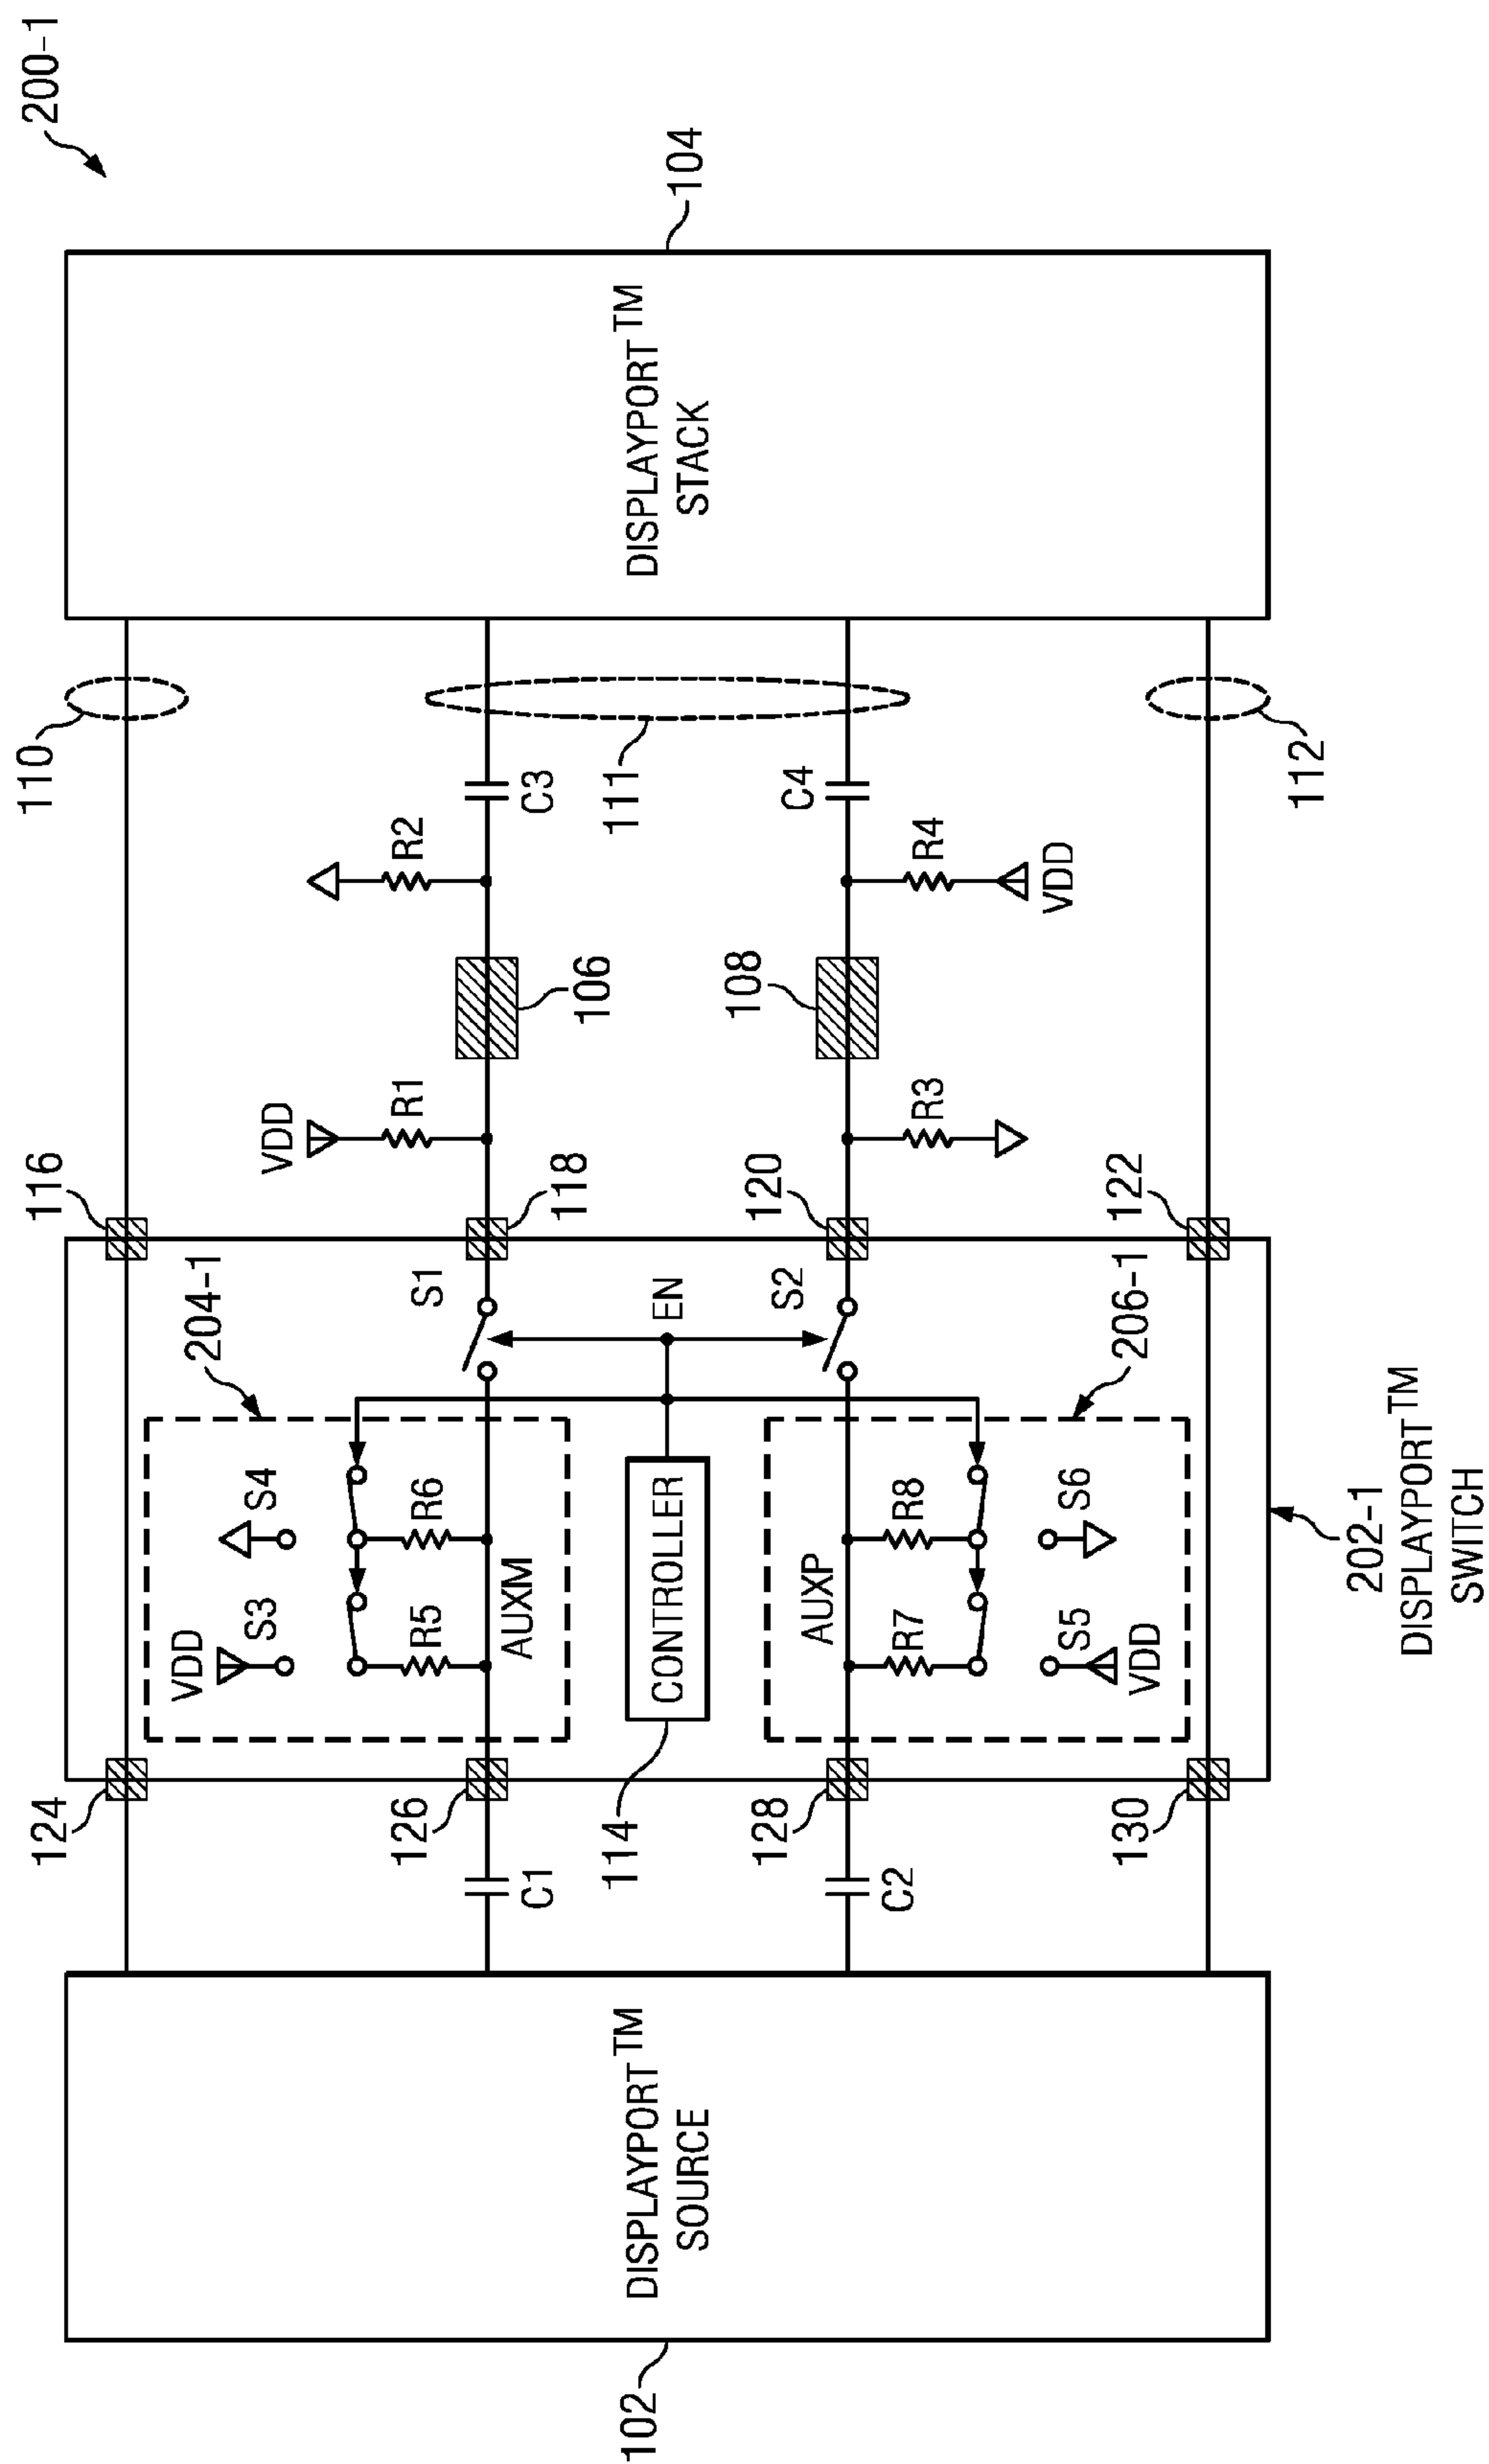 200-1
110
116
124
204-1
VDD
R2
VDD
R1
S4
S3
VDD
C3
106
118
S1
R6
R5
AUXM
126
C1
DISPLAYPORT™
STACK
104
111
EN
CONTROLLER
114
DISPLAYPORT™
SOURCE
102
C4
108
120
S2
AUXP
128
C2
R4
VDD
R3
R8
R7
S6
S5
VDD
206-1
112
122
130
202-1
DISPLAYPORT™
SWITCH